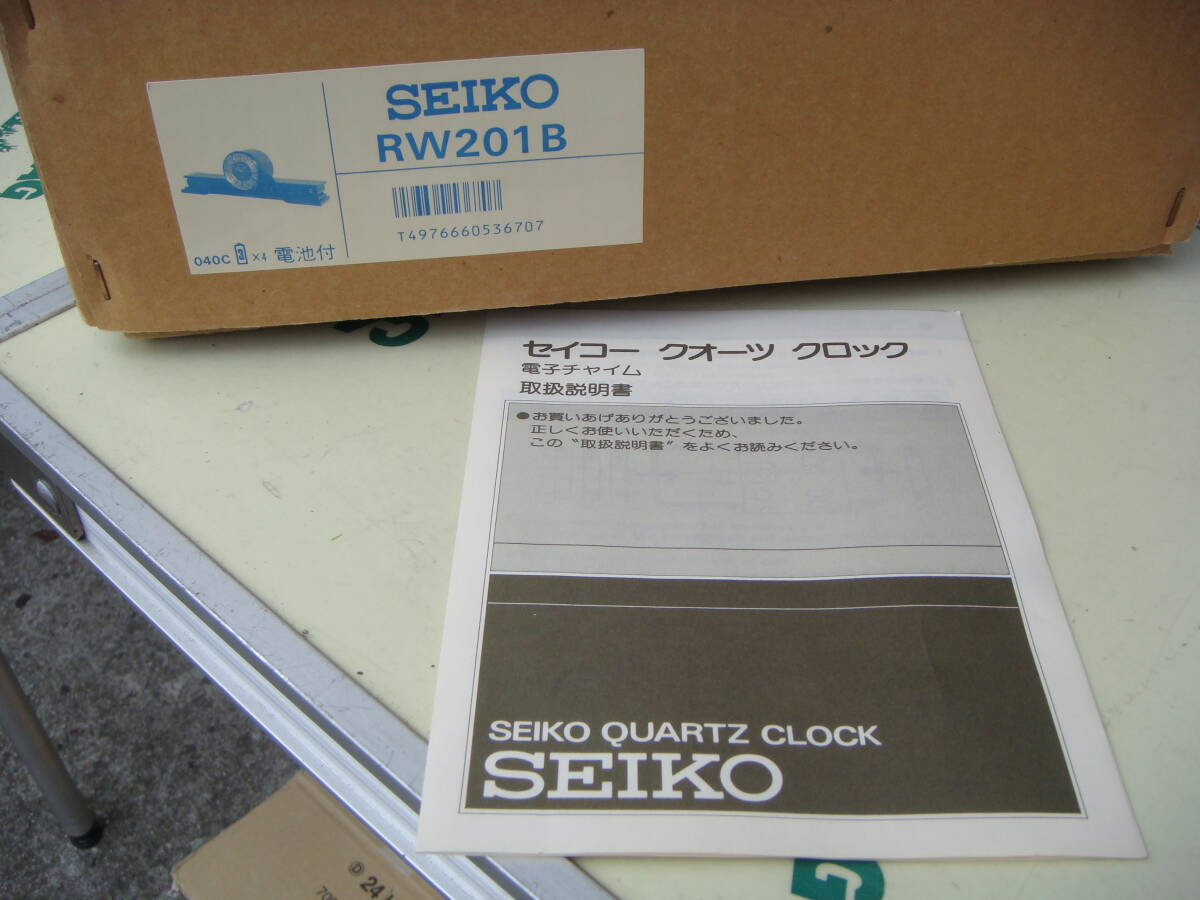 SEIKO
RW201B
T4976660536707
040C 3 ×4 電池付
セイコー クオーツ クロック
電子チャイム
取扱説明書
●お買いあげありがとうございました。
正しくお使いいただくため、
この〝取扱説明書〟をよくお読みください。
SEIKO QUARTZ CLOCK
SEIKO
D 24